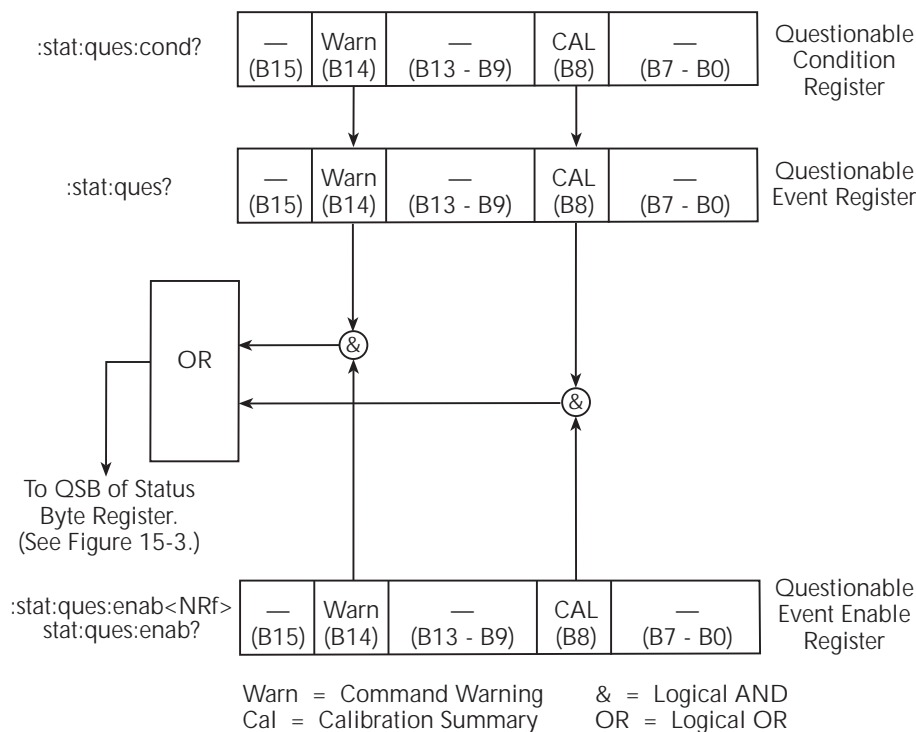 :stat:ques:cond?
—
(B15)
Warn
(B14)
—
(B13 - B9)
CAL
(B8)
—
(B7 - B0)
Questionable
Condition
Register
:stat:ques?
—
(B15)
Warn
(B14)
—
(B13 - B9)
CAL
(B8)
—
(B7 - B0)
Questionable
Event Register
OR
&
&
To QSB of Status
Byte Register.
(See Figure 15-3.)
:stat:ques:enab<NRf>
stat:ques:enab?
—
(B15)
Warn
(B14)
—
(B13 - B9)
CAL
(B8)
—
(B7 - B0)
Questionable
Event Enable
Register
Warn = Command Warning
Cal = Calibration Summary
& = Logical AND
OR = Logical OR